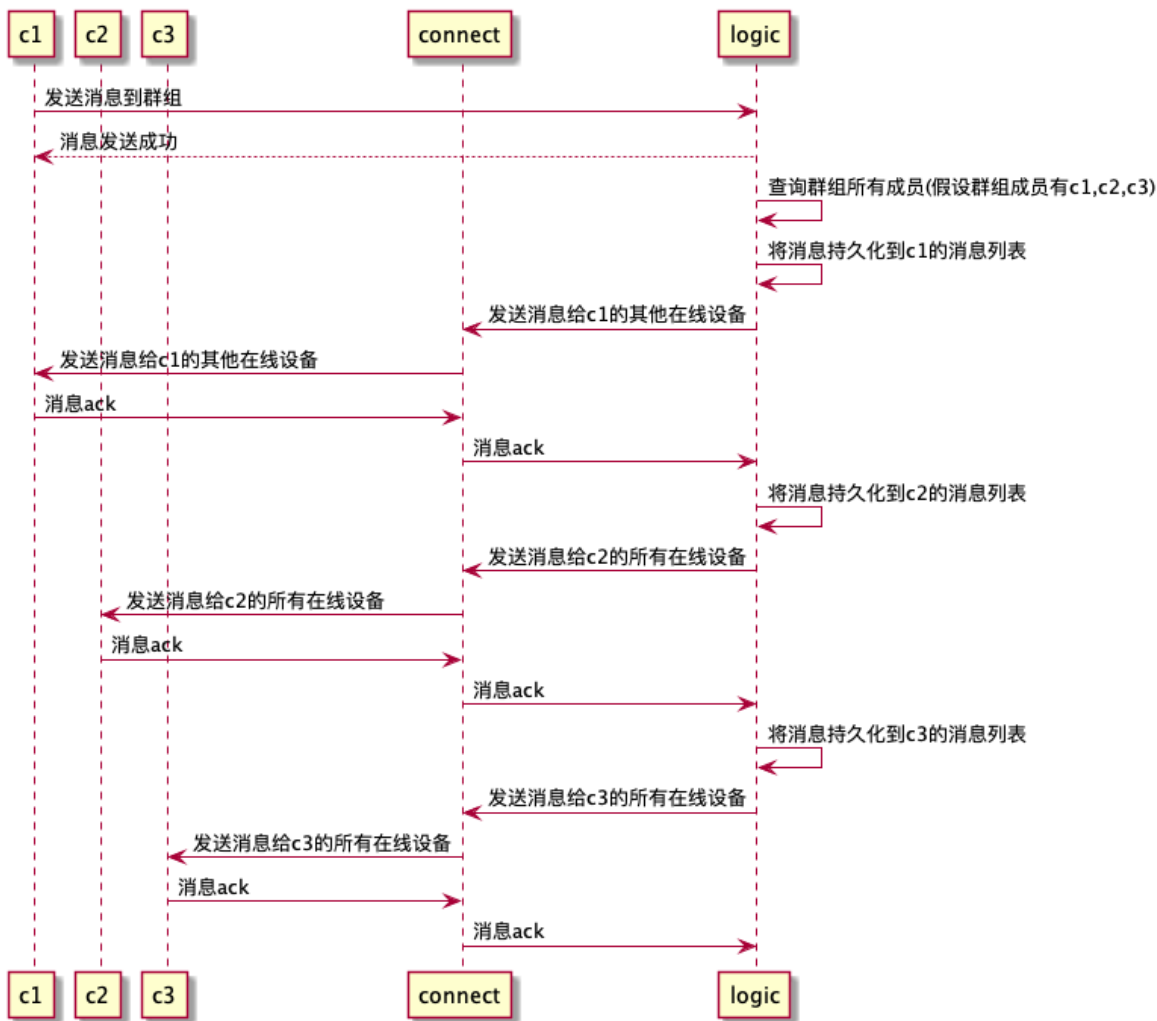 c1 c2 c3 connect logic
发送消息到群组
消息发送成功
查询群组所有成员(假设群组成员有c1,c2,c3)
将消息持久化到c1的消息列表
发送消息给c1的其他在线设备
发送消息给c1的其他在线设备
消息ack
消息ack
将消息持久化到c2的消息列表
发送消息给c2的所有在线设备
发送消息给c2的所有在线设备
消息ack
消息ack
将消息持久化到c3的消息列表
发送消息给c3的所有在线设备
发送消息给c3的所有在线设备
消息ack
消息ack
c1 c2 c3 connect logic